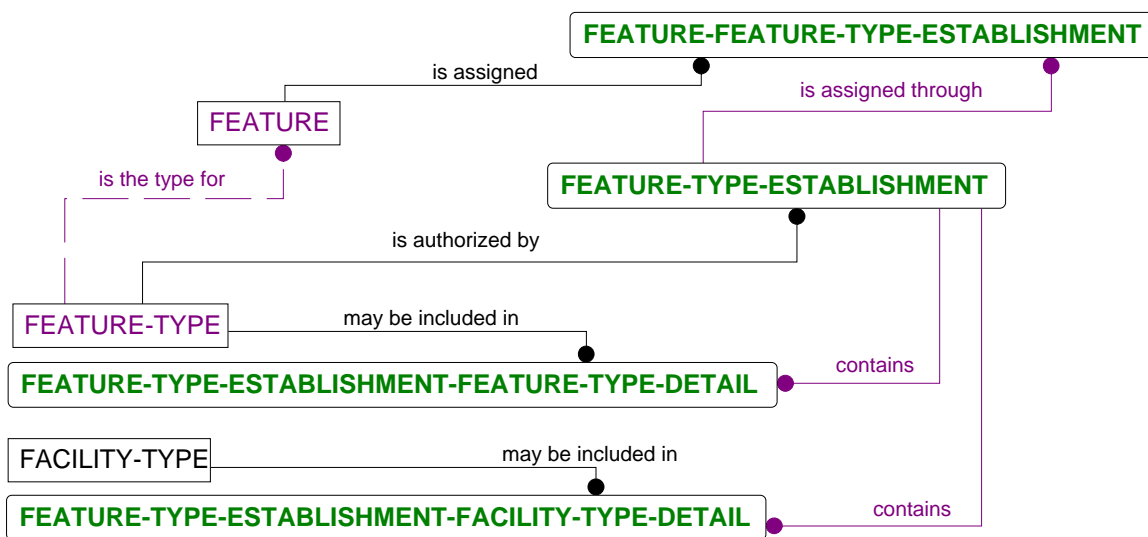 FEATURE-FEATURE-TYPE-ESTABLISHMENT
is assigned
is assigned through
FEATURE
is the type for
FEATURE-TYPE-ESTABLISHMENT
is authorized by
FEATURE-TYPE
may be included in
FEATURE-TYPE-ESTABLISHMENT-FEATURE-TYPE-DETAIL
contains
FACILITY-TYPE
may be included in
FEATURE-TYPE-ESTABLISHMENT-FACILITY-TYPE-DETAIL
contains